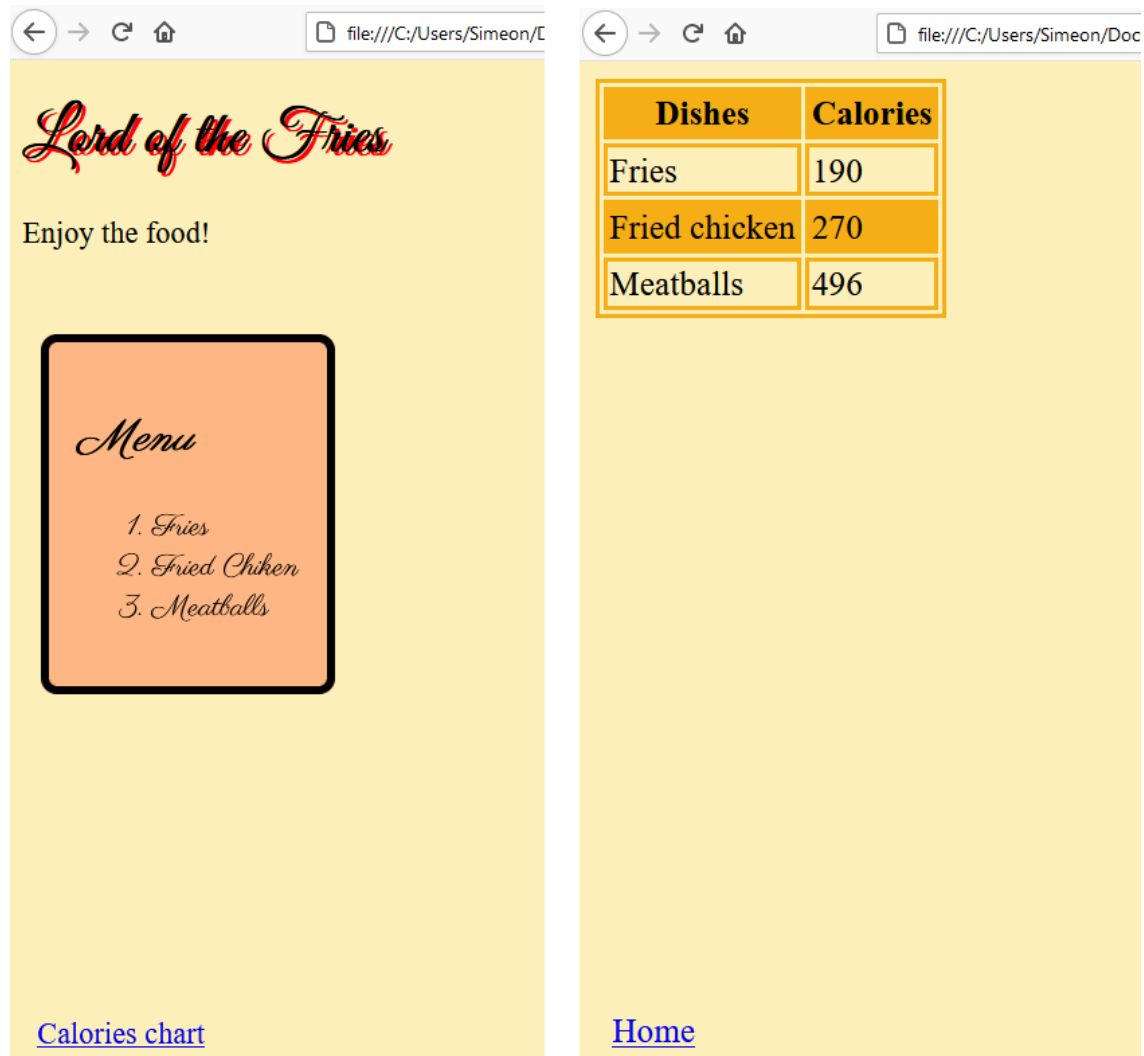 file:///C:/Users/Simeon/D
Lord of the Fries
Enjoy the food!
Menu
1. Fries
2. Fried Chiken
3. Meatballs
Calories chart
file:///C:/Users/Simeon/Doc
Dishes Calories
Fries 190
Fried chicken 270
Meatballs 496
Home